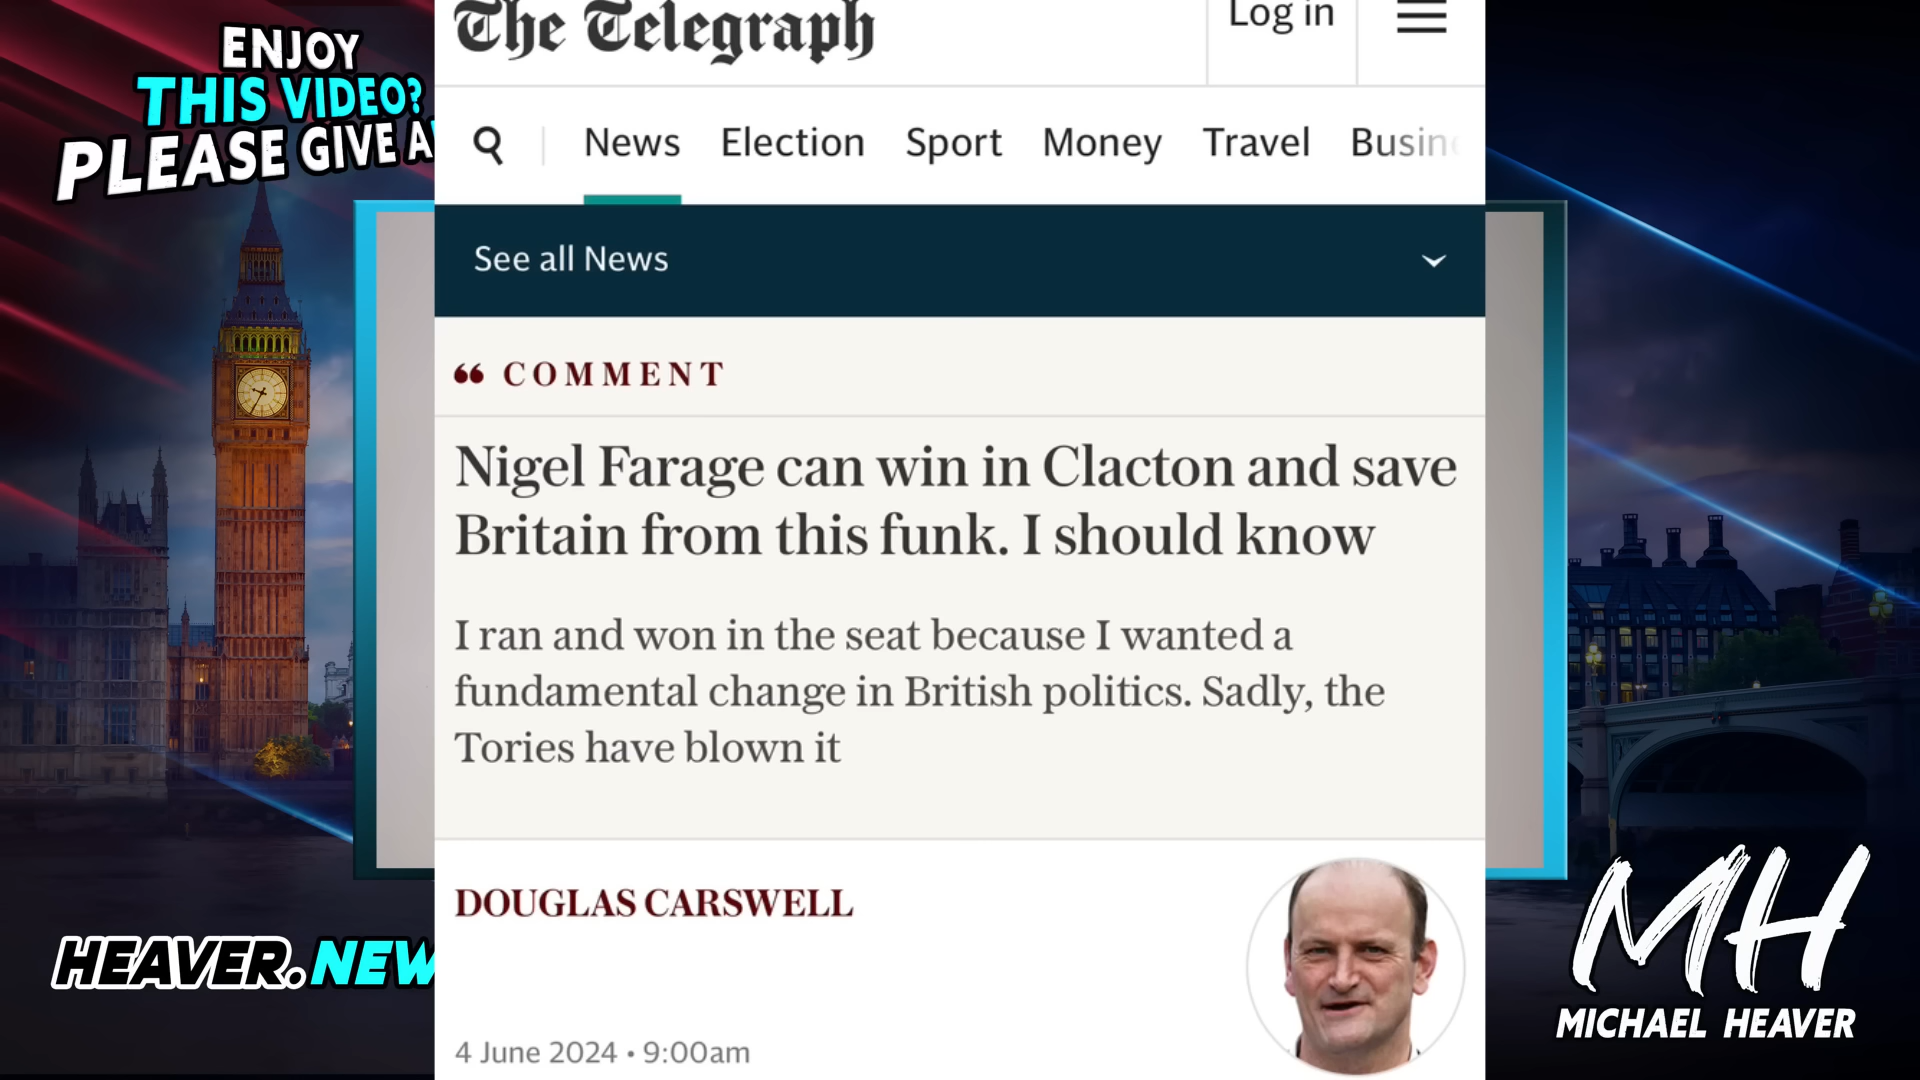 ENJOY
THIS VIDEO?
PLEASE GIVE A
The Telegraph
Log in
News Election Sport Money Travel Busine
See all News
COMMENT
Nigel Farage can win in Clacton and save
Britain from this funk. I should know
I ran and won in the seat because I wanted a
fundamental change in British politics. Sadly, the
Tories have blown it
DOUGLAS CARSWELL
4 June 2024 • 9:00am
HEAVER.NEW
MH
MICHAEL HEAVER